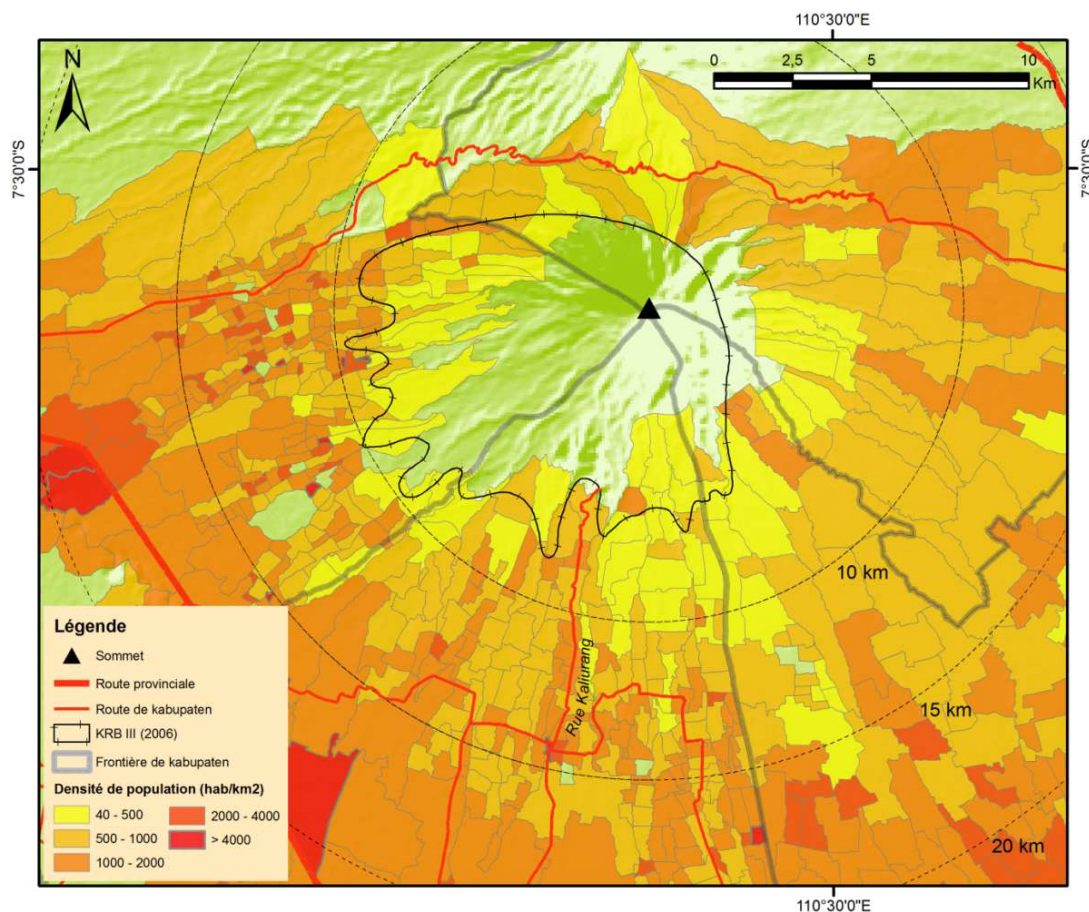 110°30'0"E
N
0 2,5 5 10
Km
7°30'0"S
7°30'0"S
10 km
Rue Kaliurang
15 km
20 km
Légende
Sommet
Route provinciale
Route de kabupaten
KRB III (2006)
Frontière de kabupaten
Densité de population (hab/km2)
40 - 500
500 - 1000
1000 - 2000
2000 - 4000
> 4000
110°30'0"E